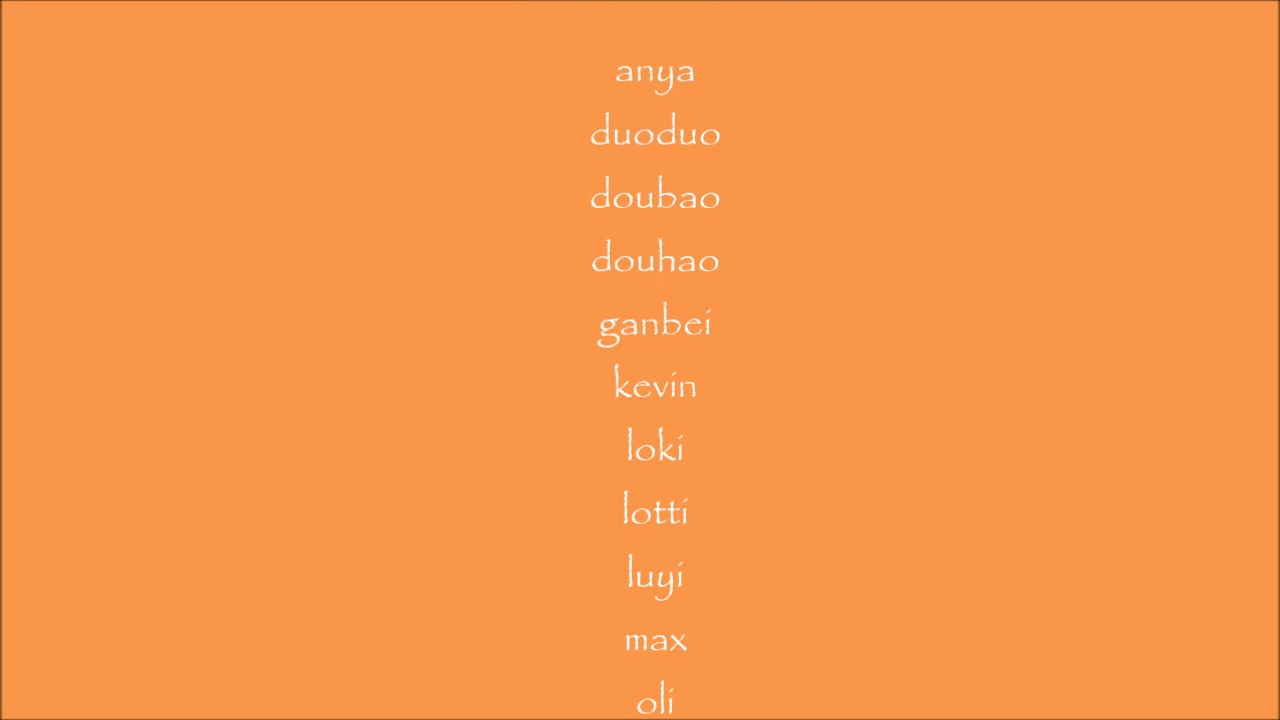 anya
duoduo
doubao
douhao
ganbei
kevin
loki
lotti
luyi
max
oli